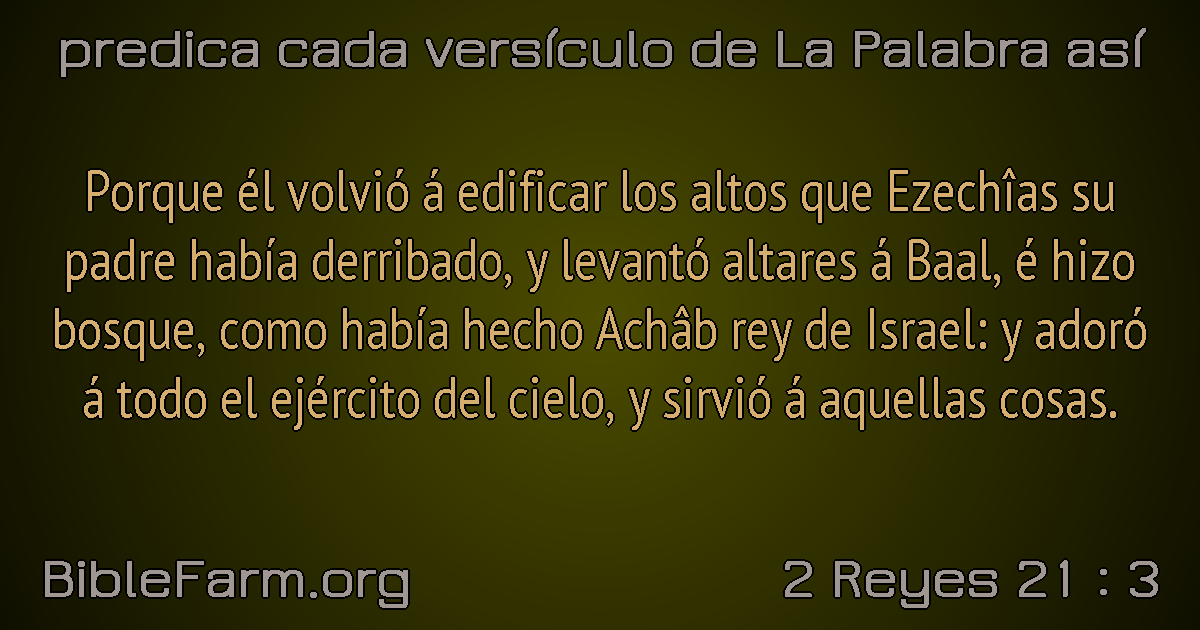 predica cada versículo de La Palabra así
Porque él volvió á edificar los altos que Ezechîas su
padre había derribado, y levantó altares á Baal, é hizo
bosque, como había hecho Achâb rey de Israel: y adoró
á todo el ejército del cielo, y sirvió á aquellas cosas.
BibleFarm.org
2 Reyes 21 : 3